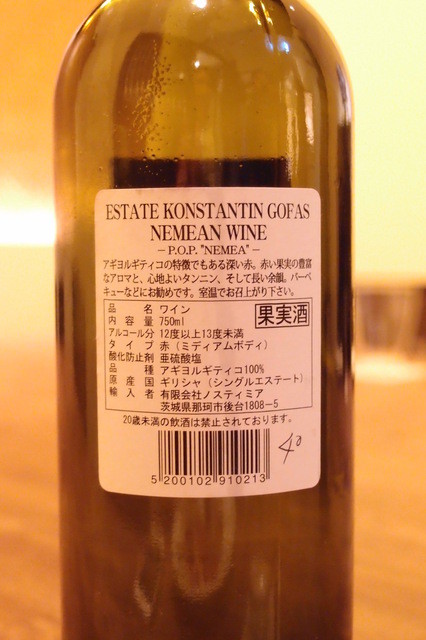 ESTATE KONSTANTIN GOFAS
NEMEAN WINE
– P.O.P. "NEMEA" –
アギヨルギティコの特徴でもある深い赤。赤い果実の豊富
なアロマと、心地よいタンニン、そして長い余韻。バーベ
キューなどにお勧めです。室温でお召上がり下さい。
品名 ワイン
内容量 750ml
果実酒
アルコール分 12度以上13度未満
タイプ 赤（ミディアムボディ）
酸化防止剤 亜硫酸塩
品種 アギヨルギティコ100%
原産国 ギリシャ（シングルエステート）
輸入者 有限会社ノスティミア
茨城県那珂市後台1808－5
20歳未満の飲酒は禁止されております。
5 200102 910213